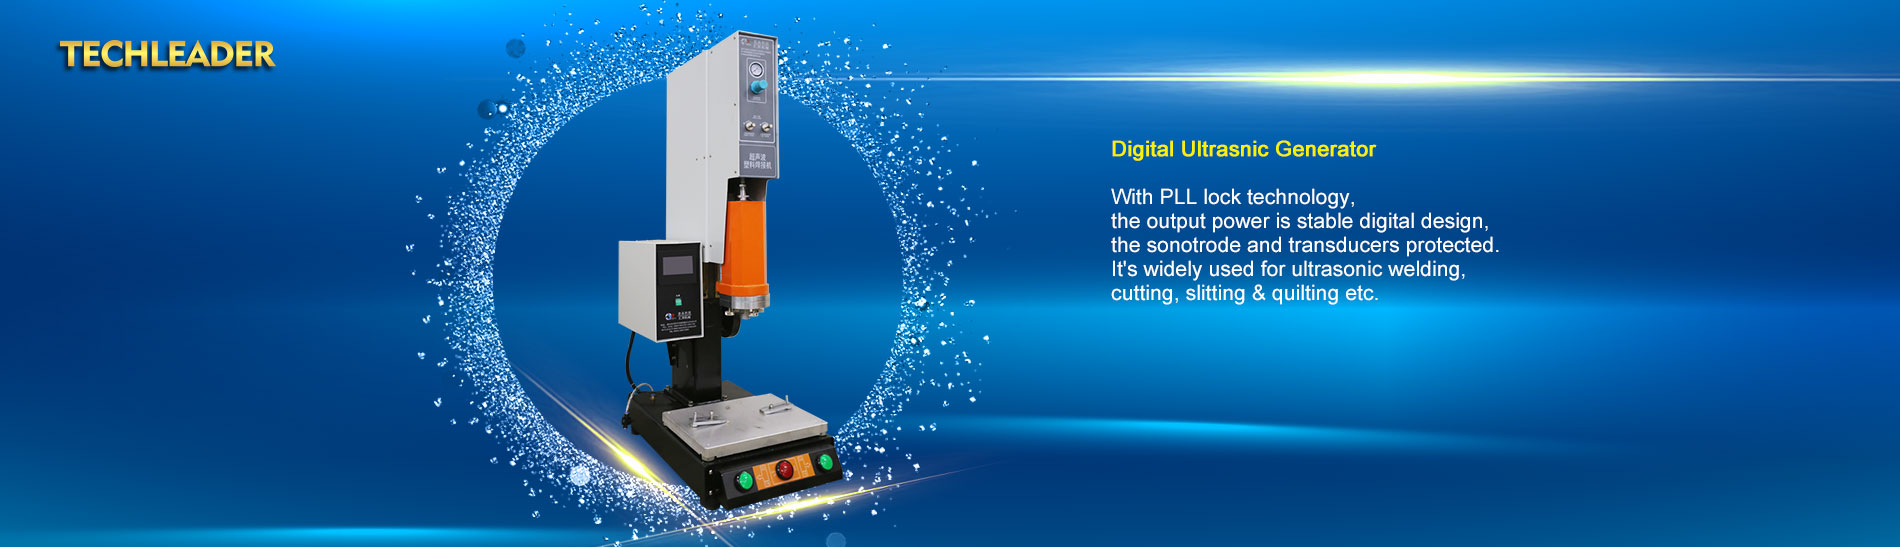 TECHLEADER
超声波
塑料焊接机
Digital Ultrasnic Generator
With PLL lock technology,
the output power is stable digital design,
the sonotrode and transducers protected.
It's widely used for ultrasonic welding,
cutting, slitting & quilting etc.